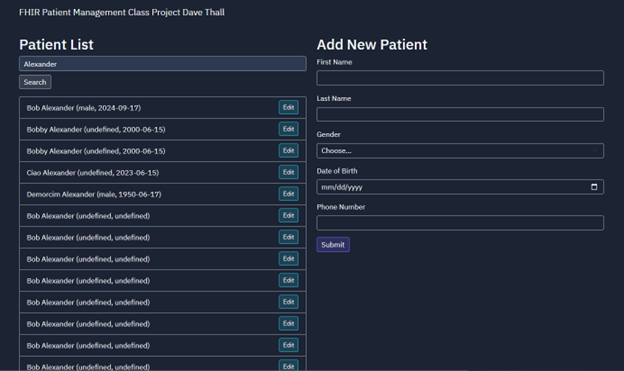 FHIR Patient Management Class Project Dave Thall
Patient List
Alexander
Search
Bob Alexander (male, 2024-09-17) Edit
Bobby Alexander (undefined, 2000-06-15) Edit
Bobby Alexander (undefined, 2000-06-15) Edit
Ciao Alexander (undefined, 2023-06-15) Edit
Demorcim Alexander (male, 1950-06-17) Edit
Bob Alexander (undefined, undefined) Edit
Bob Alexander (undefined, undefined) Edit
Bob Alexander (undefined, undefined) Edit
Bob Alexander (undefined, undefined) Edit
Bob Alexander (undefined, undefined) Edit
Bob Alexander (undefined, undefined) Edit
Bob Alexander (undefined, undefined) Edit
Bob Alexander (undefined, undefined) Edit
Add New Patient
First Name
Last Name
Gender
Choose...
Date of Birth
mm/dd/yyyy
Phone Number
Submit